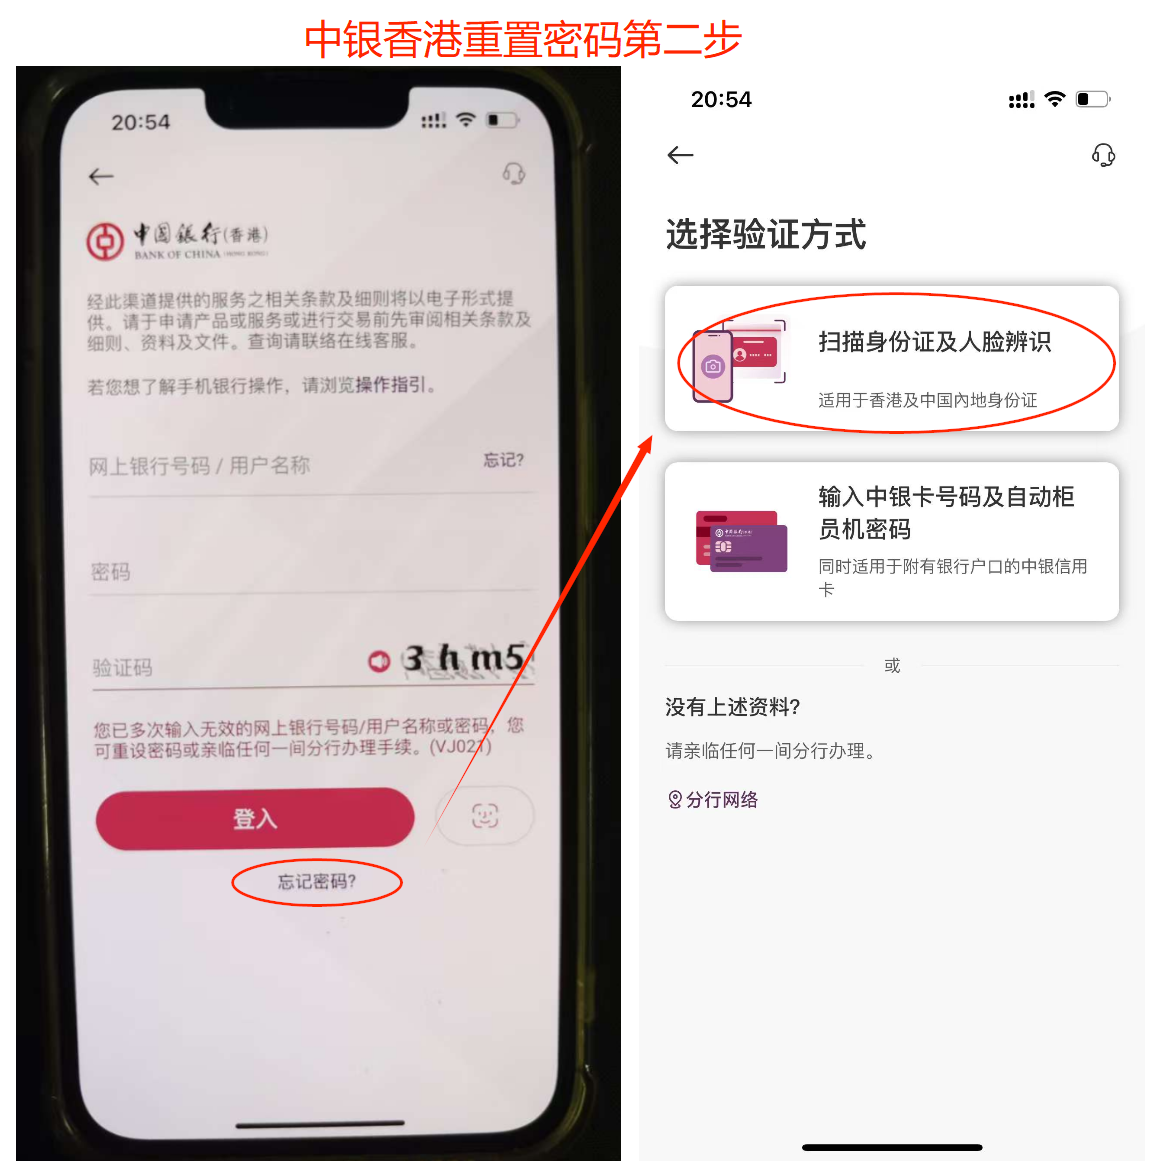 中银香港重置密码第二步
20:54
中国銀行(香港)
BANK OF CHINA (HONG KONG)
经此渠道提供的服务之相关条款及细则将以电子形式提
供。请于申请产品或服务或进行交易前先审阅相关条款及
细则、资料及文件。查询请联络在线客服。
若您想了解手机银行操作，请浏览操作指引。
网上银行号码 / 用户名称
忘记?
密码
验证码
3 h m5
您已多次输入无效的网上银行号码/用户名称或密码，您
可重设密码或亲临任何一间分行办理手续。(VJ021)
登入
忘记密码?
20:54
选择验证方式
扫描身份证及人脸辨识
适用于香港及中国內地身份证
输入中银卡号码及自动柜
员机密码
同时适用于附有银行户口的中银信用
卡
或
没有上述资料?
请亲临任何一间分行办理。
分行网络